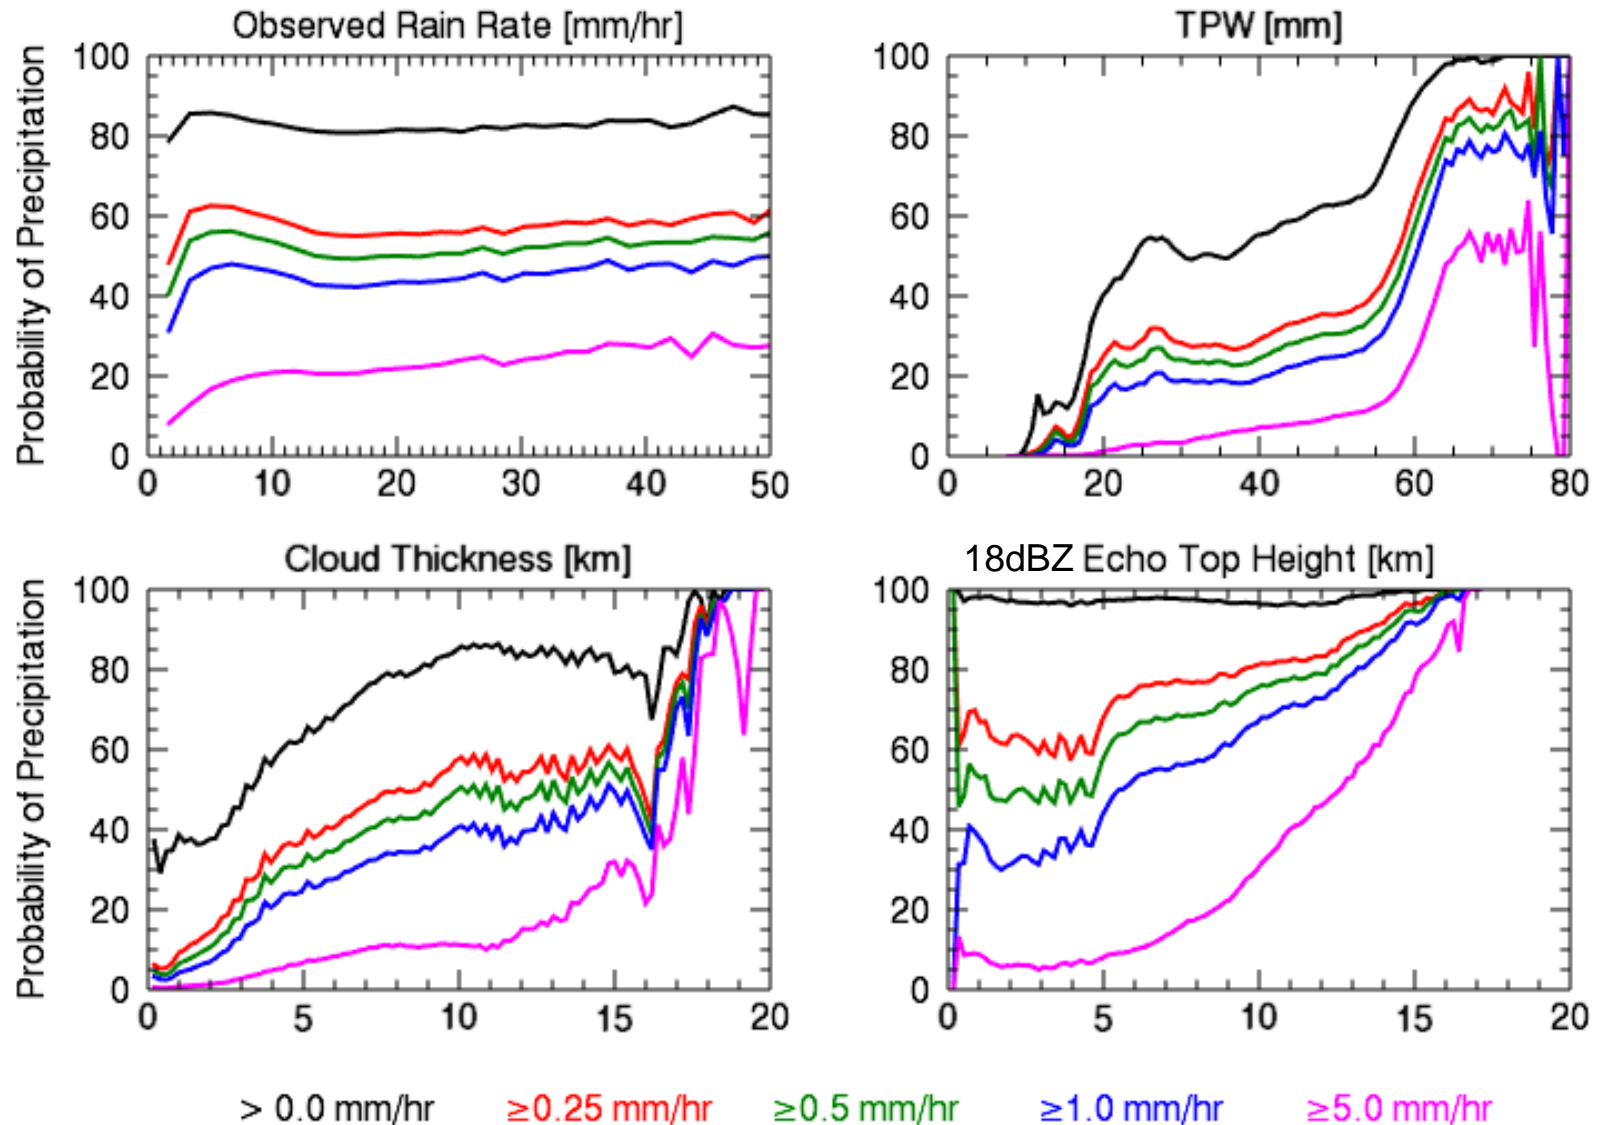 Observed Rain Rate [mm/hr]
Probability of Precipitation
100
80
60
40
20
0
0 10 20 30 40 50
TPW [mm]
100
80
60
40
20
0
0 20 40 60 80
Cloud Thickness [km]
Probability of Precipitation
100
80
60
40
20
0
0 5 10 15 20
18dBZ Echo Top Height [km]
100
80
60
40
20
0
0 5 10 15 20
> 0.0 mm/hr ≥0.25 mm/hr ≥0.5 mm/hr ≥1.0 mm/hr ≥5.0 mm/hr